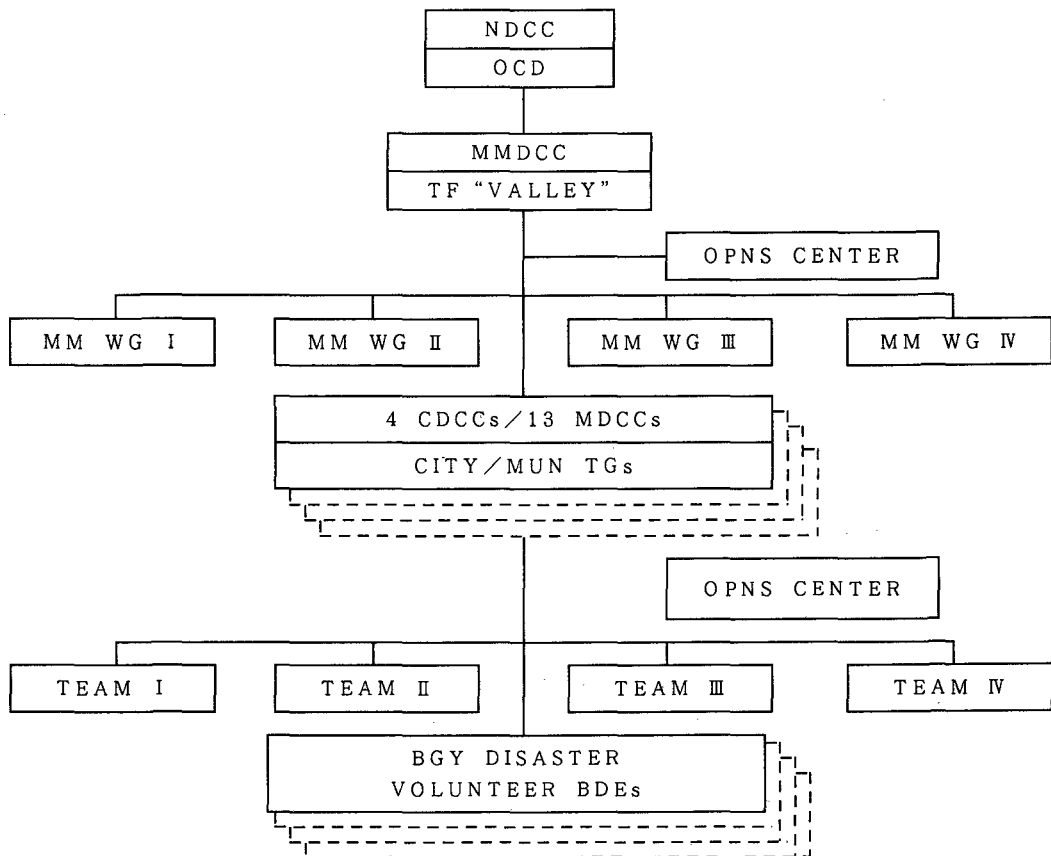 NDCC
OCD
MMDCC
TF “VALLEY”
OPNS CENTER
MM WG Ⅰ
MM WG Ⅱ
MM WG Ⅲ
MM WG Ⅳ
4 CDCCs／13 MDCCs
CITY／MUN TGs
OPNS CENTER
TEAM Ⅰ
TEAM Ⅱ
TEAM Ⅲ
TEAM Ⅳ
BGY DISASTER
VOLUNTEER BDEs